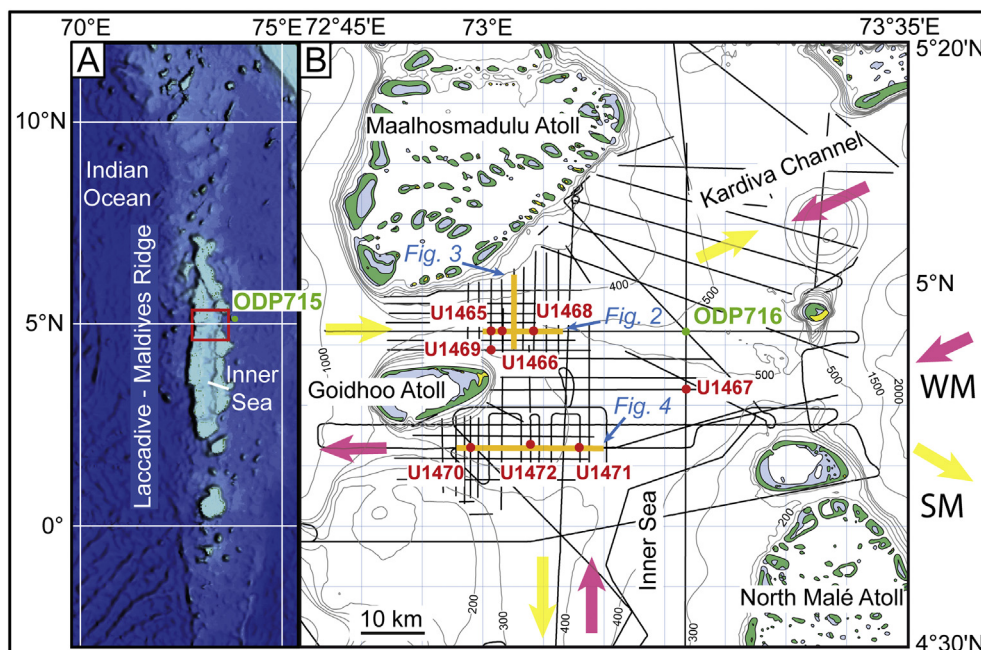 70°E
75°E
72°45'E
73°E
73°35'E
A
B
5°20'N
10°N
Indian
Ocean
Laccadive - Maldives Ridge
ODP715
5°N
Inner
Sea
0°
Maalhosmadulu Atoll
Kardiva Channel
Fig. 3
400
500
5°N
U1465
U1468
Fig. 2
ODP716
1000
U1469
U1466
500
500
1500
2000
WM
Goidhoo Atoll
U1467
Fig. 4
U1470
U1472
U1471
SM
200
Inner Sea
North Malé Atoll
10 km
200
300
400
400
300
4°30'N